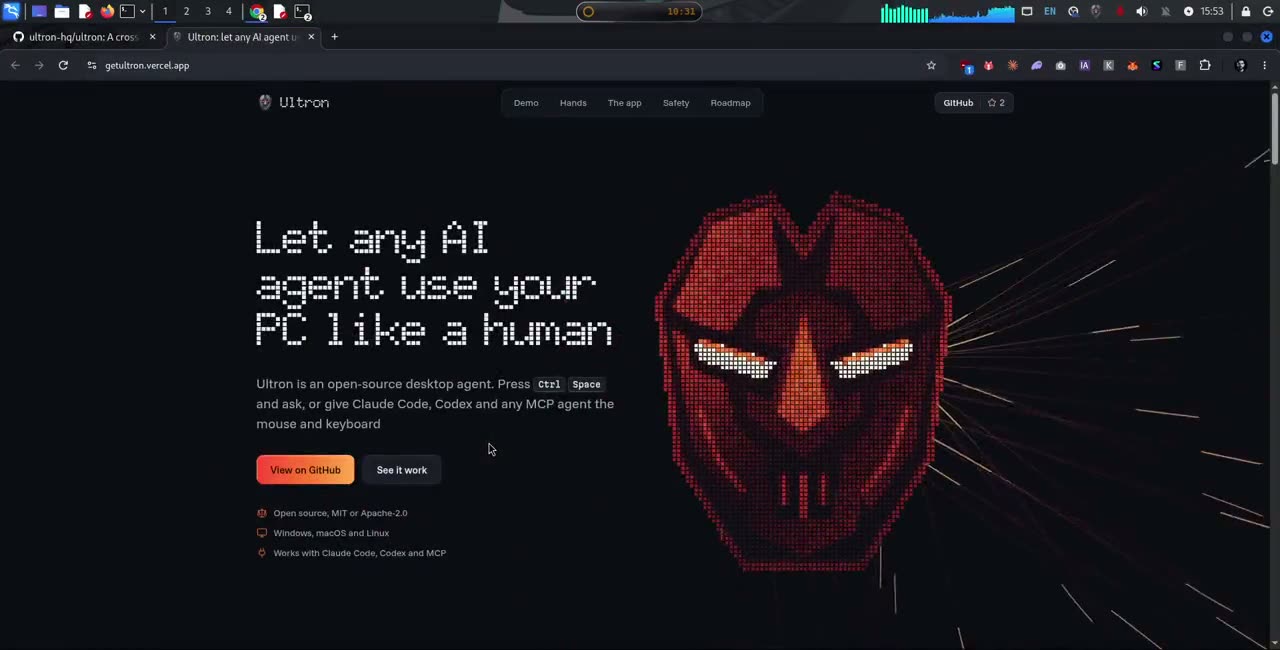 1 2 3 4
10:31
EN
15:53
ultron-hq/ultron: A cross
Ultron: let any AI agent u
getultron.vercel.app
Ultron
Demo Hands The app Safety Roadmap
GitHub 2
Let any AI
agent use your
PC like a human
Ultron is an open-source desktop agent. Press Ctrl Space
and ask, or give Claude Code, Codex and any MCP agent the
mouse and keyboard
View on GitHub See it work
Open source, MIT or Apache-2.0
Windows, macOS and Linux
Works with Claude Code, Codex and MCP